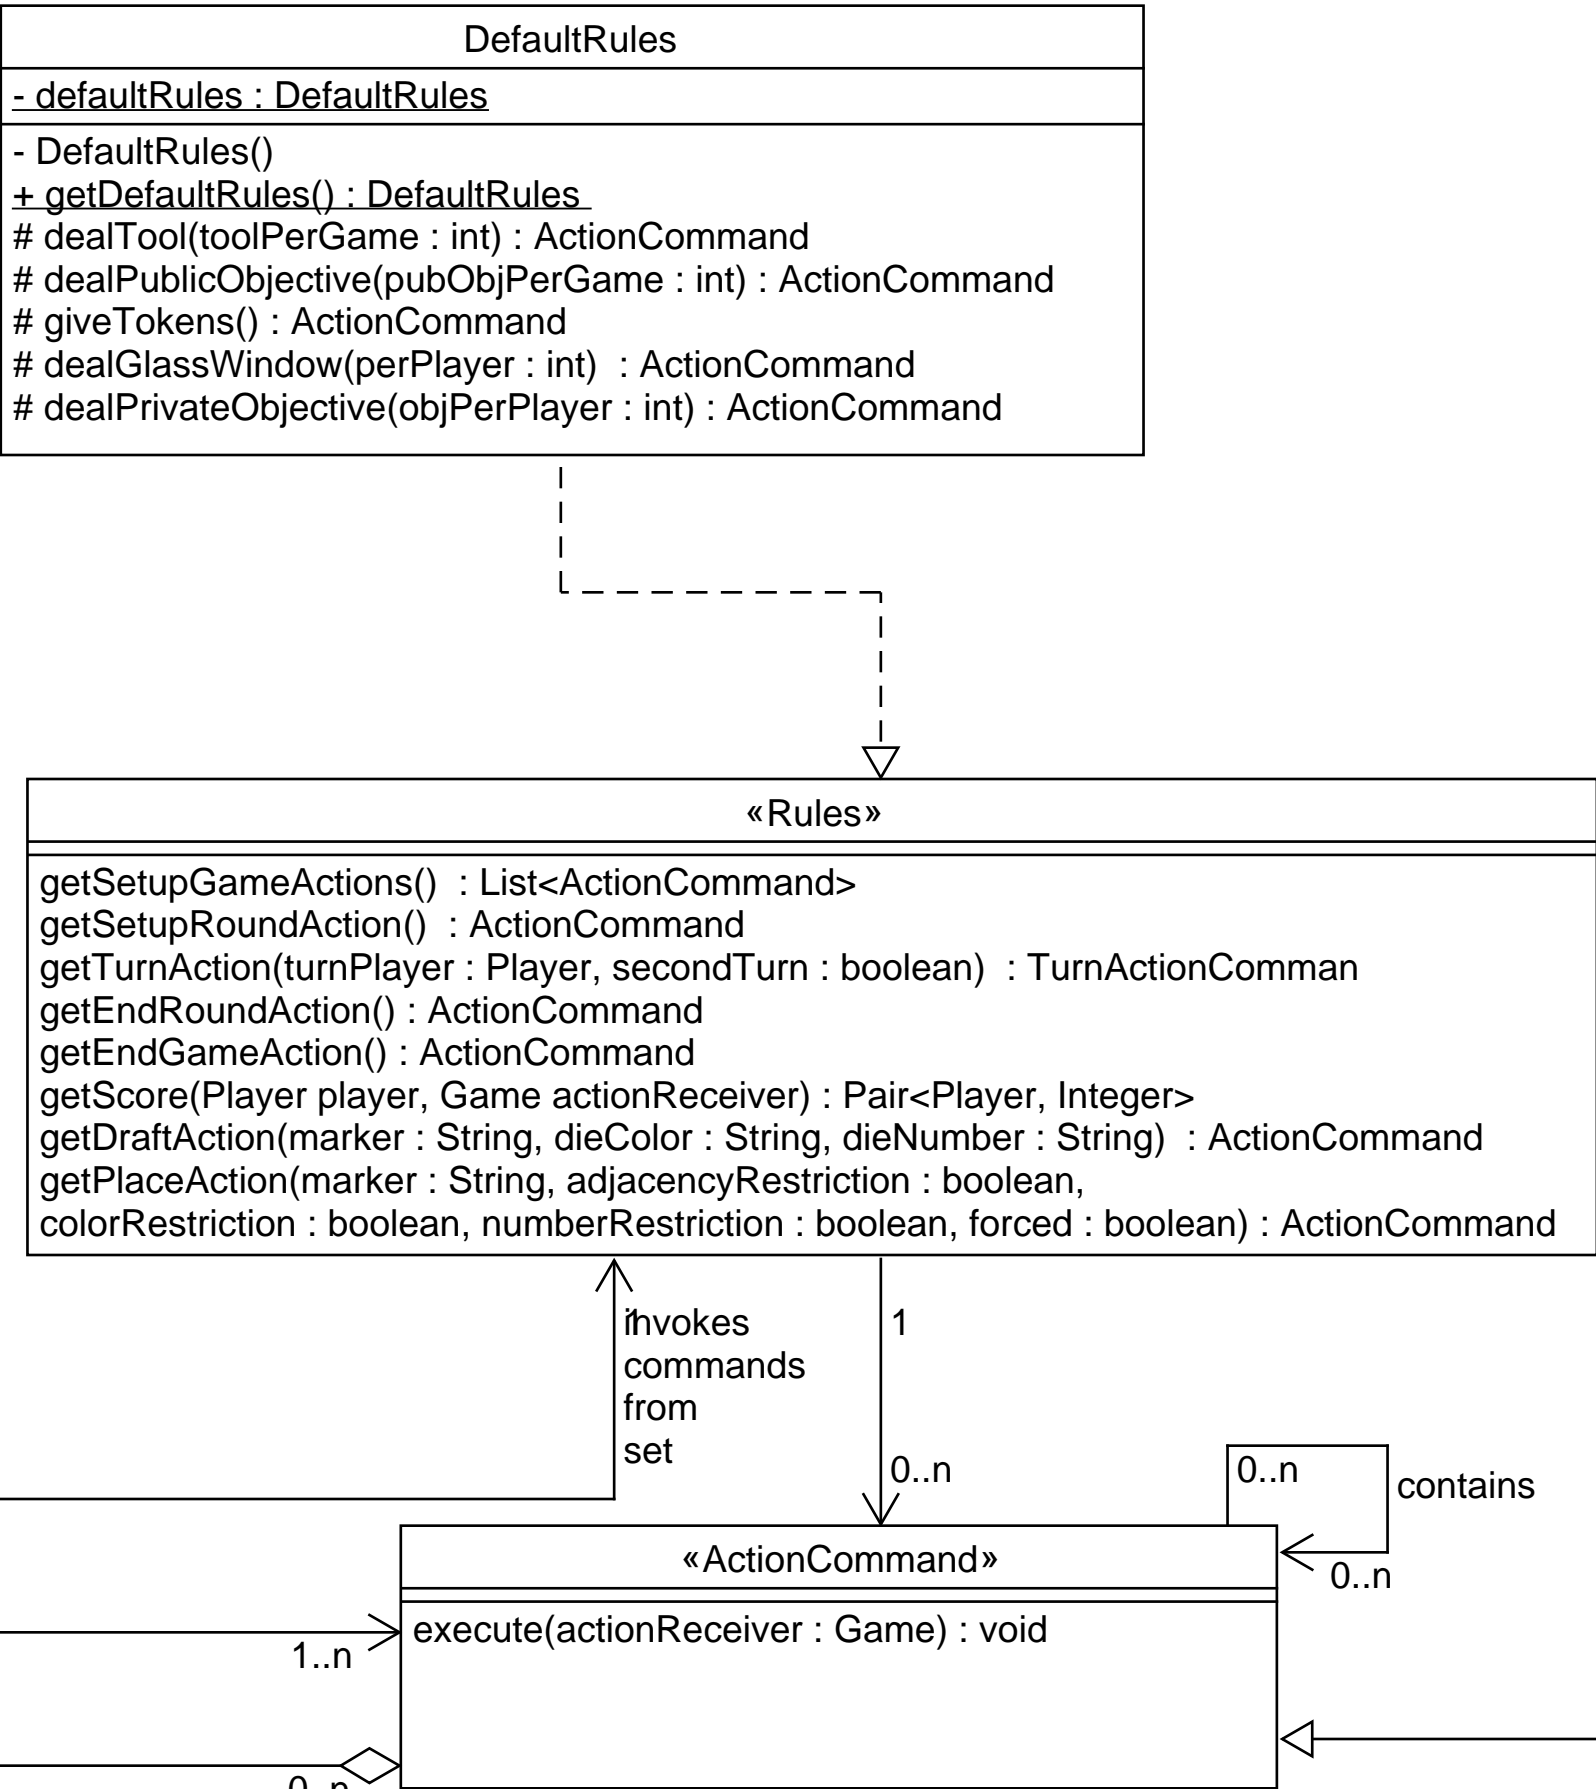 DefaultRules
- defaultRules : DefaultRules
- DefaultRules()
+ getDefaultRules() : DefaultRules
# dealTool(toolPerGame : int) : ActionCommand
# dealPublicObjective(pubObjPerGame : int) : ActionCommand
# giveTokens() : ActionCommand
# dealGlassWindow(perPlayer : int)  : ActionCommand
# dealPrivateObjective(objPerPlayer : int) : ActionCommand
«Rules»
getSetupGameActions()  : List<ActionCommand>
getSetupRoundAction()  : ActionCommand
getTurnAction(turnPlayer : Player, secondTurn : boolean)  : TurnActionComman
getEndRoundAction() : ActionCommand
getEndGameAction() : ActionCommand
getScore(Player player, Game actionReceiver) : Pair<Player, Integer>
getDraftAction(marker : String, dieColor : String, dieNumber : String)  : ActionCommand
getPlaceAction(marker : String, adjacencyRestriction : boolean,
colorRestriction : boolean, numberRestriction : boolean, forced : boolean) : ActionCommand
1
invokes
commands
from
set
1
0..n
0..n
contains
0..n
«ActionCommand»
execute(actionReceiver : Game) : void
1..n
0..n